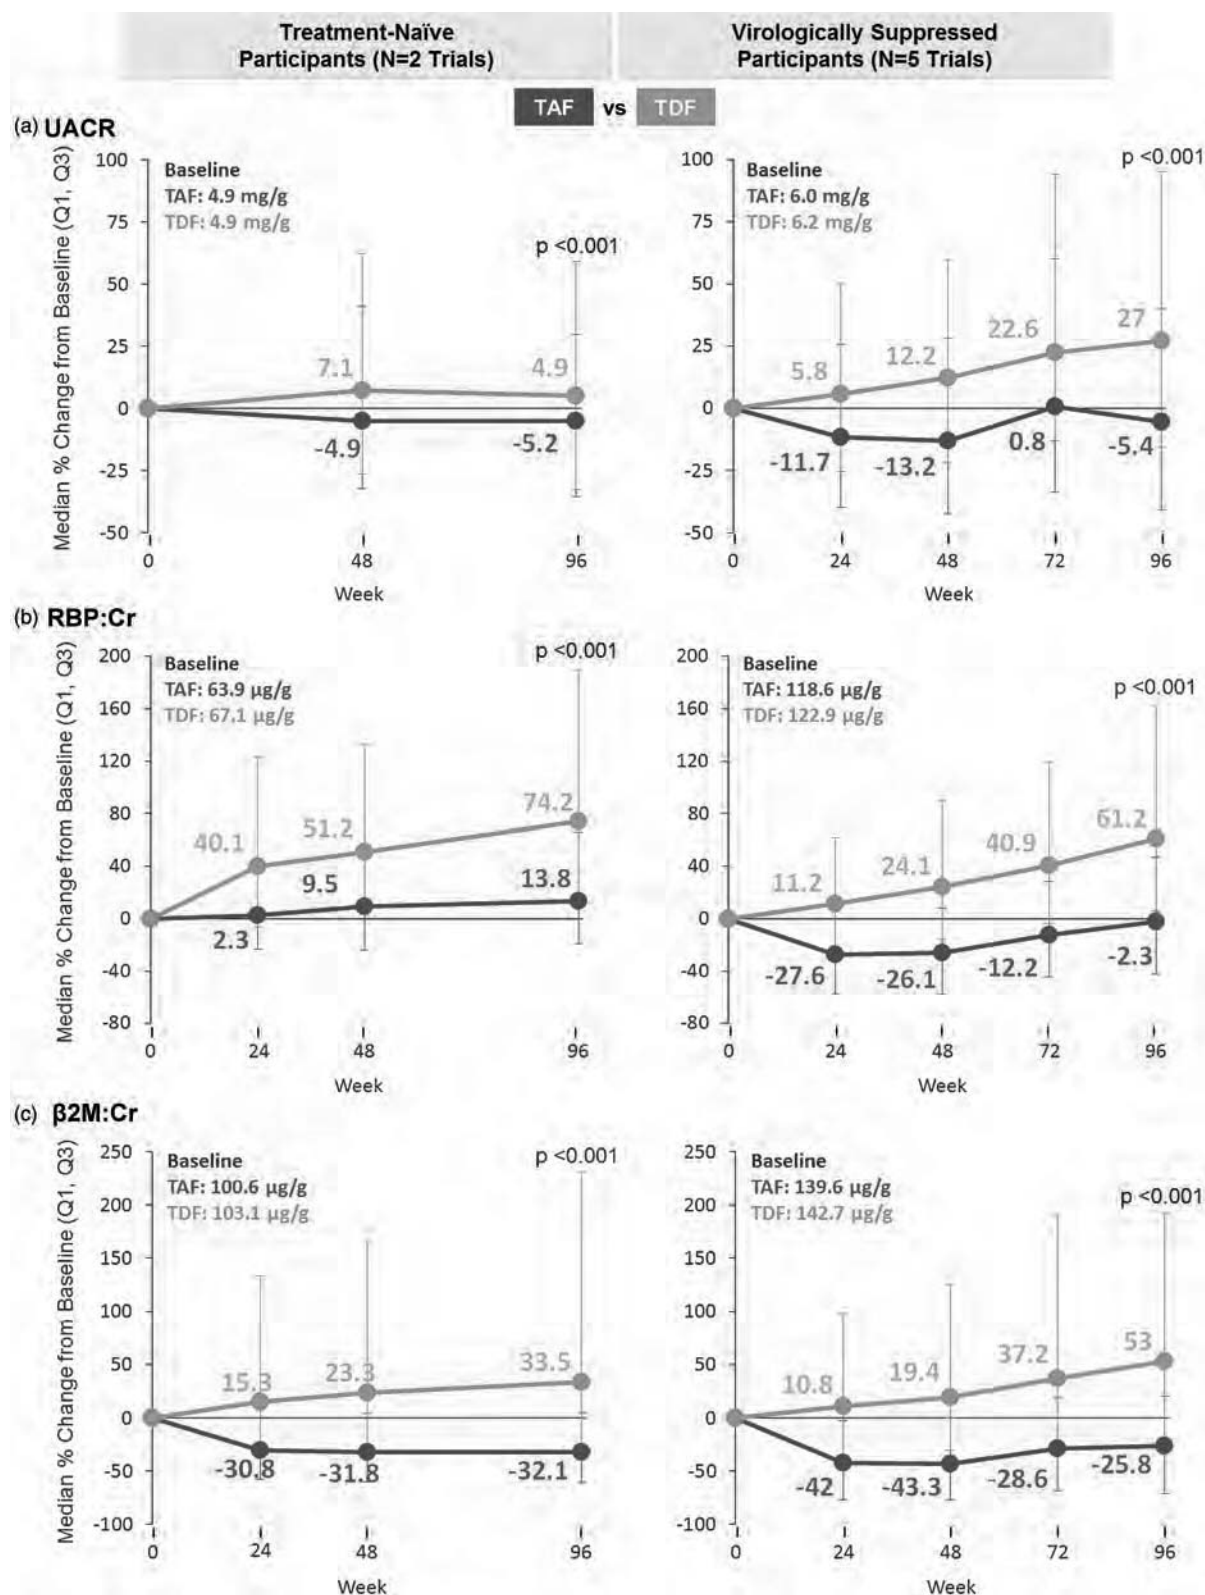 Treatment-Naïve
Participants (N=2 Trials)
Virologically Suppressed
Participants (N=5 Trials)
TAF vs TDF
(a) UACR
Median % Change from Baseline (Q1, Q3)
100
75
50
25
0
-25
-50
Baseline
TAF: 4.9 mg/g
TDF: 4.9 mg/g
p <0.001
7.1
4.9
-4.9
-5.2
0 48 96
Week
100
75
50
25
0
-25
-50
Baseline
TAF: 6.0 mg/g
TDF: 6.2 mg/g
p <0.001
5.8
12.2
22.6
27
-11.7
-13.2
0.8
-5.4
0 24 48 72 96
Week
(b) RBP:Cr
Median % Change from Baseline (Q1, Q3)
200
160
120
80
40
0
-40
-80
Baseline
TAF: 63.9 µg/g
TDF: 67.1 µg/g
p <0.001
40.1
51.2
74.2
2.3
9.5
13.8
0 24 48 96
Week
200
160
120
80
40
0
-40
-80
Baseline
TAF: 118.6 µg/g
TDF: 122.9 µg/g
p <0.001
11.2
24.1
40.9
61.2
-27.6
-26.1
-12.2
-2.3
0 24 48 72 96
Week
(c) β2M:Cr
Median % Change from Baseline (Q1, Q3)
250
200
150
100
50
0
-50
-100
Baseline
TAF: 100.6 µg/g
TDF: 103.1 µg/g
p <0.001
15.3
23.3
33.5
-30.8
-31.8
-32.1
0 24 48 96
Week
250
200
150
100
50
0
-50
-100
Baseline
TAF: 139.6 µg/g
TDF: 142.7 µg/g
p <0.001
10.8
19.4
37.2
53
-42
-43.3
-28.6
-25.8
0 24 48 72 96
Week